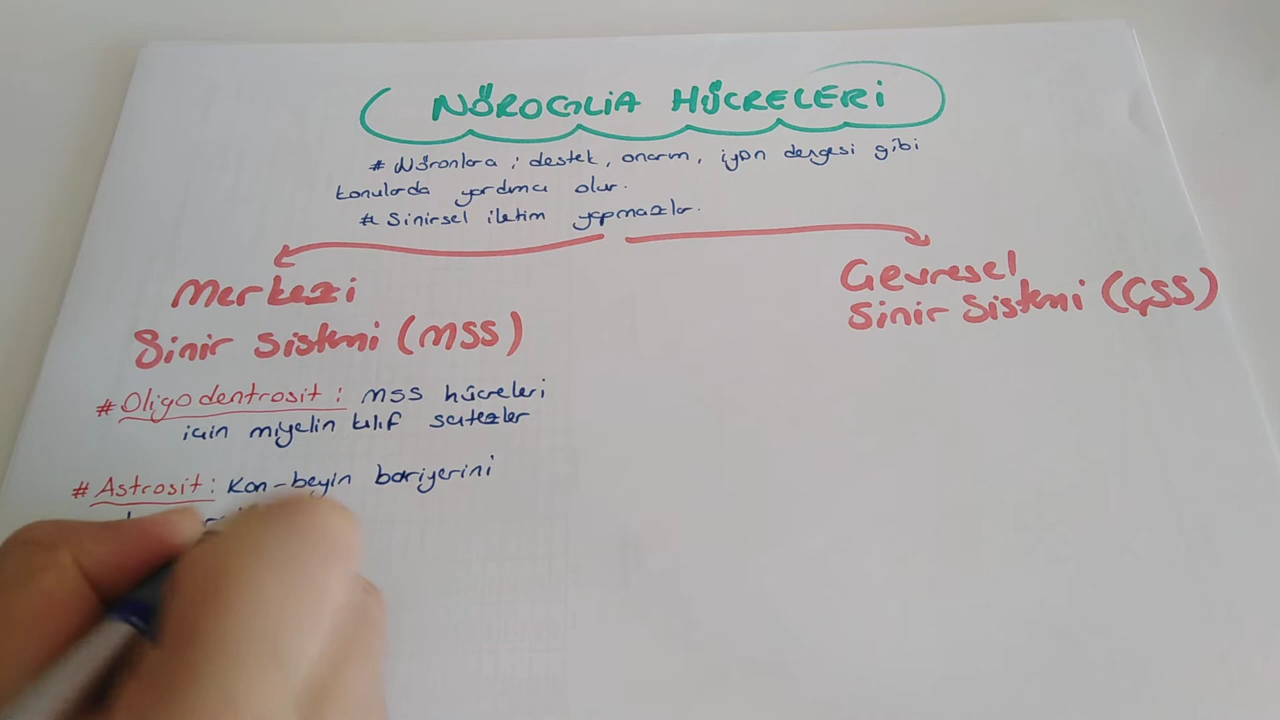 NÖROGLİA HÜCRELERİ
# Nöronlara ; destek, onarım, iyon dengesi gibi
konularda yardımcı olur.
# Sinirsel iletim yapmazlar.
Merkezi
Sinir Sistemi (MSS)
Çevresel
Sinir Sistemi (ÇSS)
# Oligodentrosit : MSS hücreleri
için miyelin kılıf sentezler
# Astrosit : Kan-beyin bariyerini